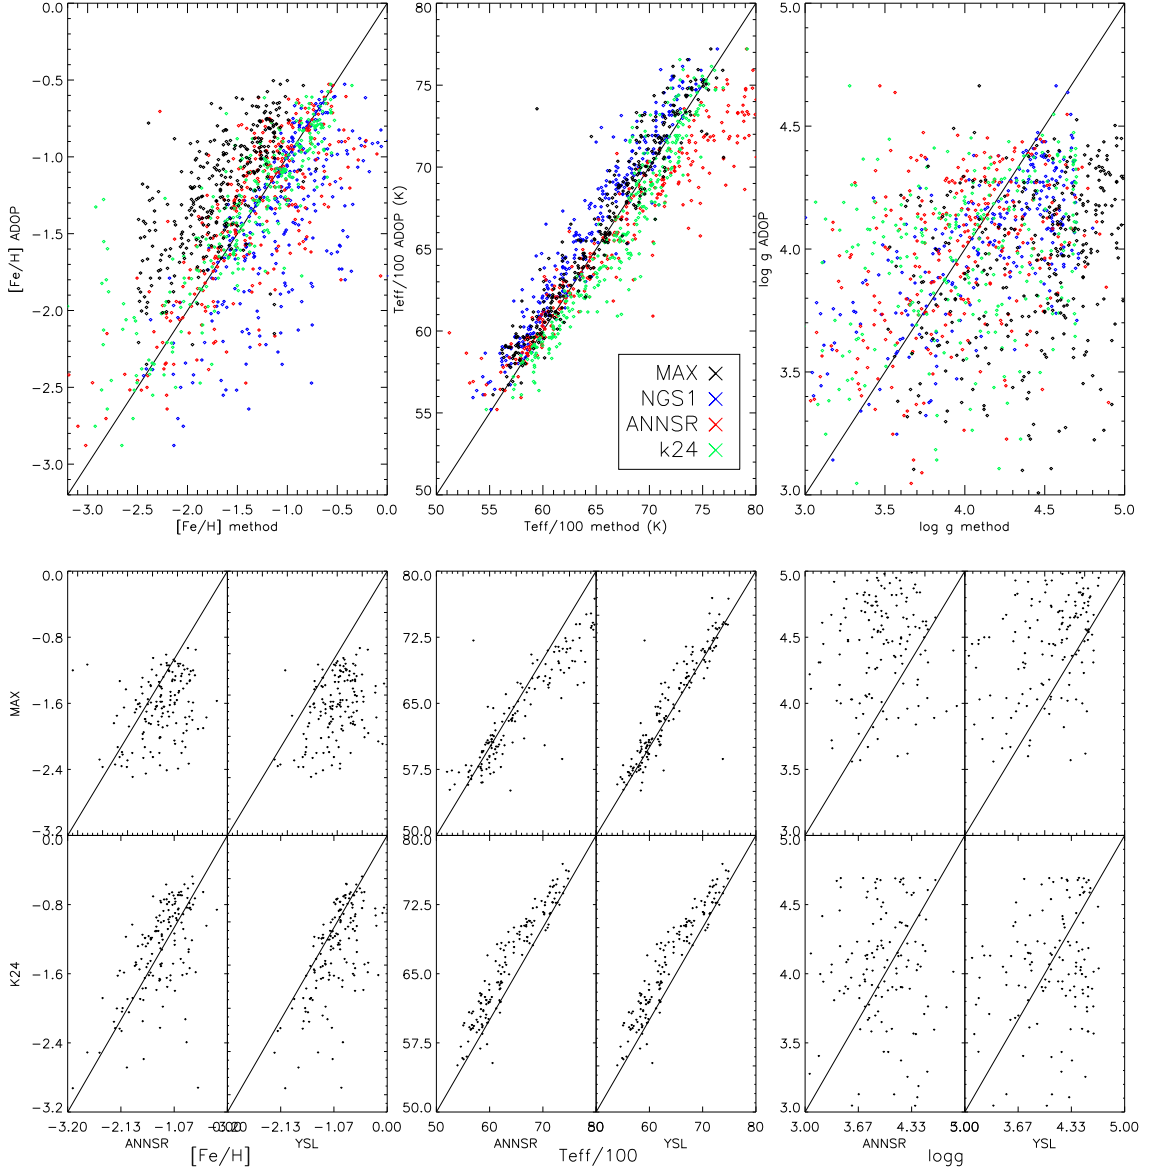 0.0
−0.5
−1.0
−1.5
−2.0
−2.5
−3.0
[Fe/H] ADOP
−3.0 −2.5 −2.0 −1.5 −1.0 −0.5 0.0
[Fe/H] method
80
75
70
65
60
55
50
Teff/100 ADOP (K)
50 55 60 65 70 75 80
Teff/100 method (K)
MAX
NGS1
ANNSR
k24
5.0
4.5
4.0
3.5
3.0
log g ADOP
3.0 3.5 4.0 4.5 5.0
log g method
0.0
−0.8
−1.6
−2.4
−3.2
MAX
80.0
72.5
65.0
57.5
50.0
5.0
4.5
4.0
3.5
3.0
0.0
−0.8
−1.6
−2.4
−3.2
K24
80.0
72.5
65.0
57.5
50.0
5.0
4.5
4.0
3.5
3.0
−3.20 −2.13 −1.07 −2.13 −1.07 0.00
ANNSR YSL
[Fe/H]
50 60 70 60 70 80
ANNSR YSL
Teff/100
3.00 3.67 4.33 3.67 4.33 5.00
ANNSR YSL
logg